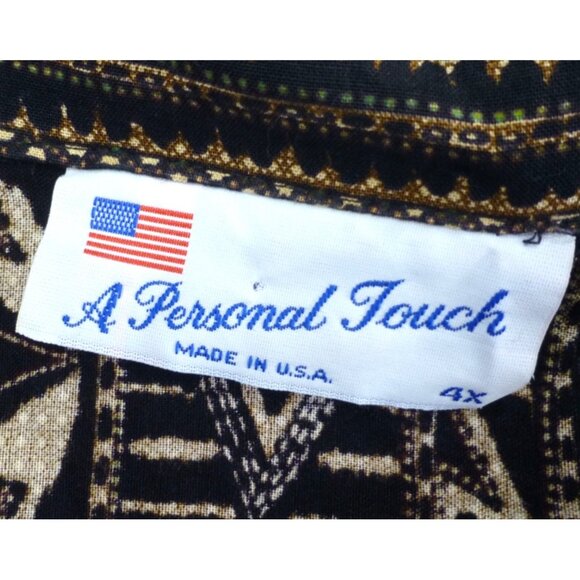 A Personal Touch
MADE IN U.S.A.
4X